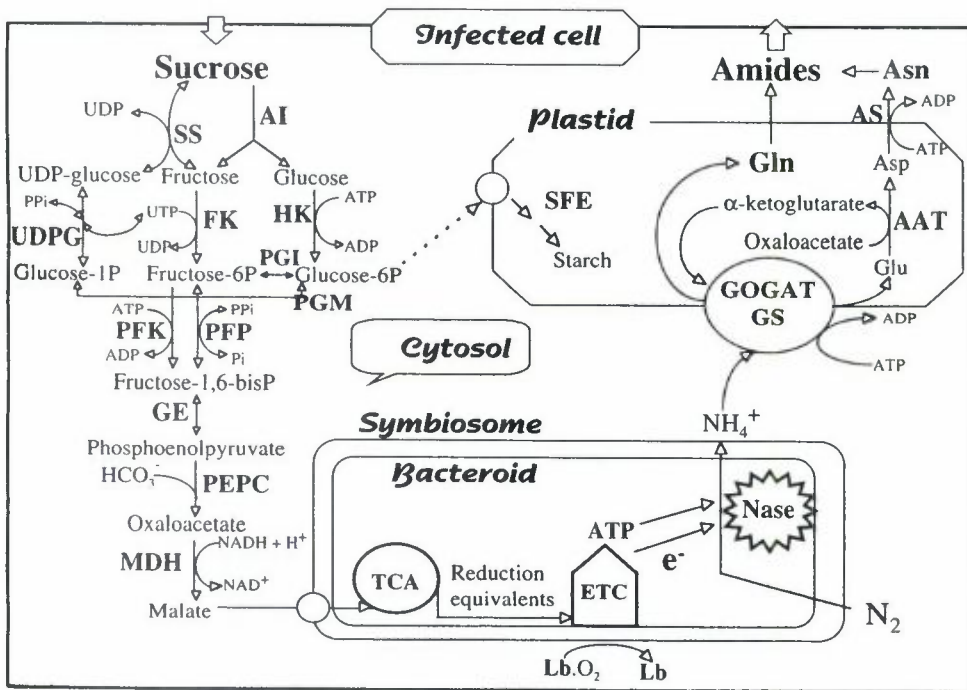 Infected cell
Sucrose
UDP
SS
AI
UDP-glucose
Fructose
Glucose
PPi
UDPG
UTP
UDP
FK
HK
ATP
ADP
Glucose-1P
Fructose-6P
PGI
Glucose-6P
PGM
ATP
PFK
ADP
PPi
PFP
Pi
Fructose-1,6-bisP
GE
Phosphoenolpyruvate
HCO₃⁻
PEPC
Oxaloacetate
MDH
NADH + H⁺
NAD⁺
Malate
Cytosol
Plastid
SFE
Starch
Amides
Asn
AS
ADP
ATP
Gln
Asp
α-ketoglutarate
AAT
Oxaloacetate
Glu
GOGAT
GS
ADP
ATP
NH₄⁺
Symbiosome
Bacteroid
TCA
Reduction
equivalents
ATP
e⁻
ETC
Nase
N₂
Lb.O₂
Lb